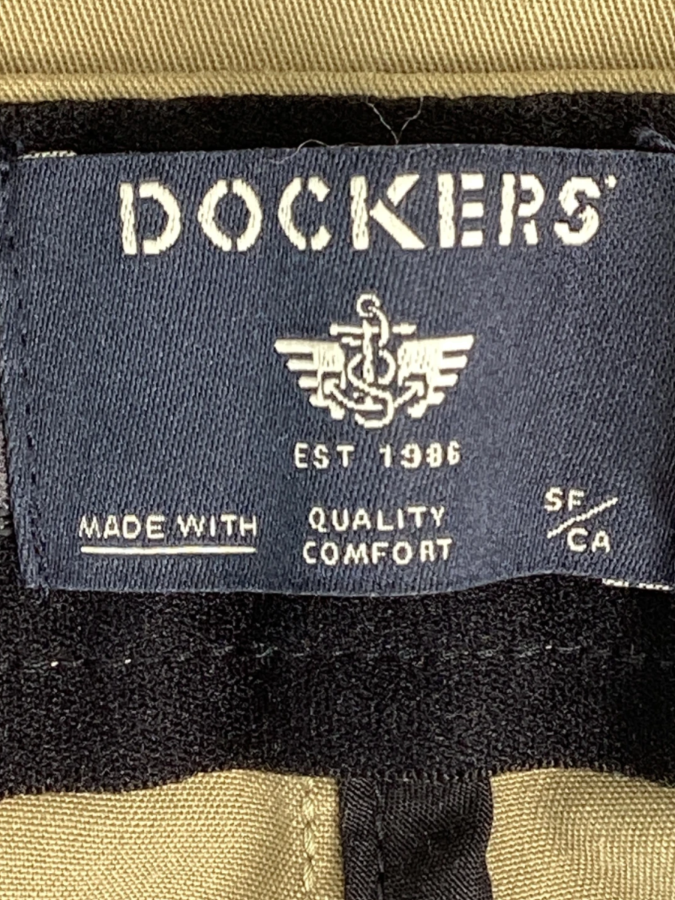 DOCKERS
EST 1986
MADE WITH
QUALITY
COMFORT
SF/
CA